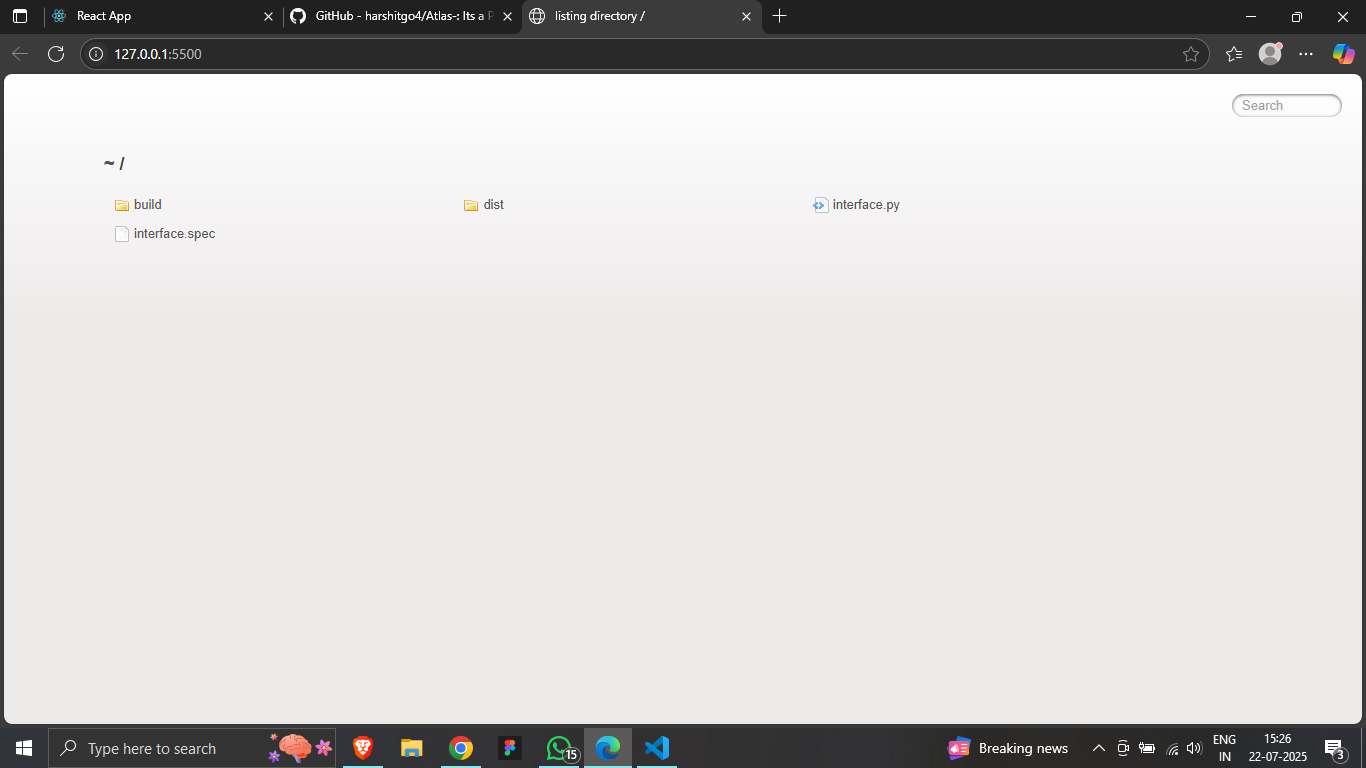 React App
GitHub - harshitgo4/Atlas-: Its a P
listing directory /
127.0.0.1:5500
Search
~ /
build
dist
interface.py
interface.spec
Type here to search
15
Breaking news
ENG
IN
15:26
22-07-2025
3